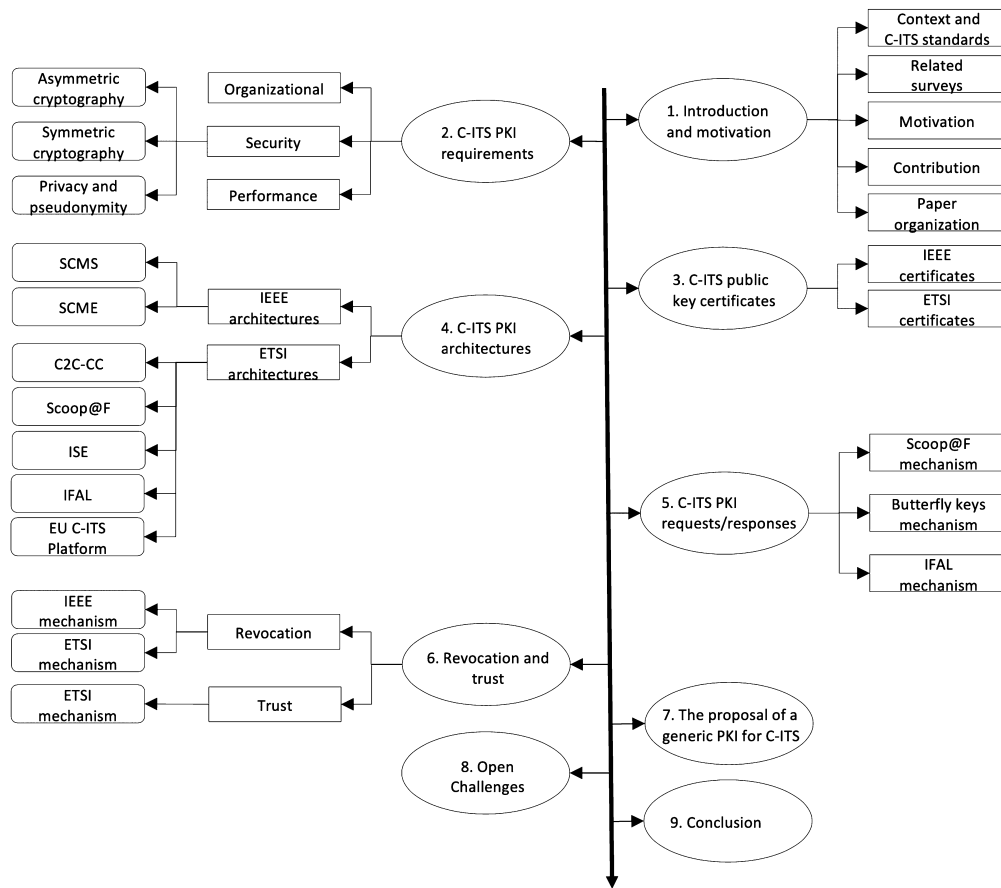 1. Introduction
and motivation
Context and
C-ITS standards
Related
surveys
Motivation
Contribution
Paper
organization
2. C-ITS PKI
requirements
Organizational
Security
Performance
Asymmetric
cryptography
Symmetric
cryptography
Privacy and
pseudonymity
3. C-ITS public
key certificates
IEEE
certificates
ETSI
certificates
4. C-ITS PKI
architectures
IEEE
architectures
ETSI
architectures
SCMS
SCME
C2C-CC
Scoop@F
ISE
IFAL
EU C-ITS
Platform
5. C-ITS PKI
requests/responses
Scoop@F
mechanism
Butterfly keys
mechanism
IFAL
mechanism
6. Revocation and
trust
Revocation
Trust
IEEE
mechanism
ETSI
mechanism
ETSI
mechanism
7. The proposal of a
generic PKI for C-ITS
8. Open
Challenges
9. Conclusion